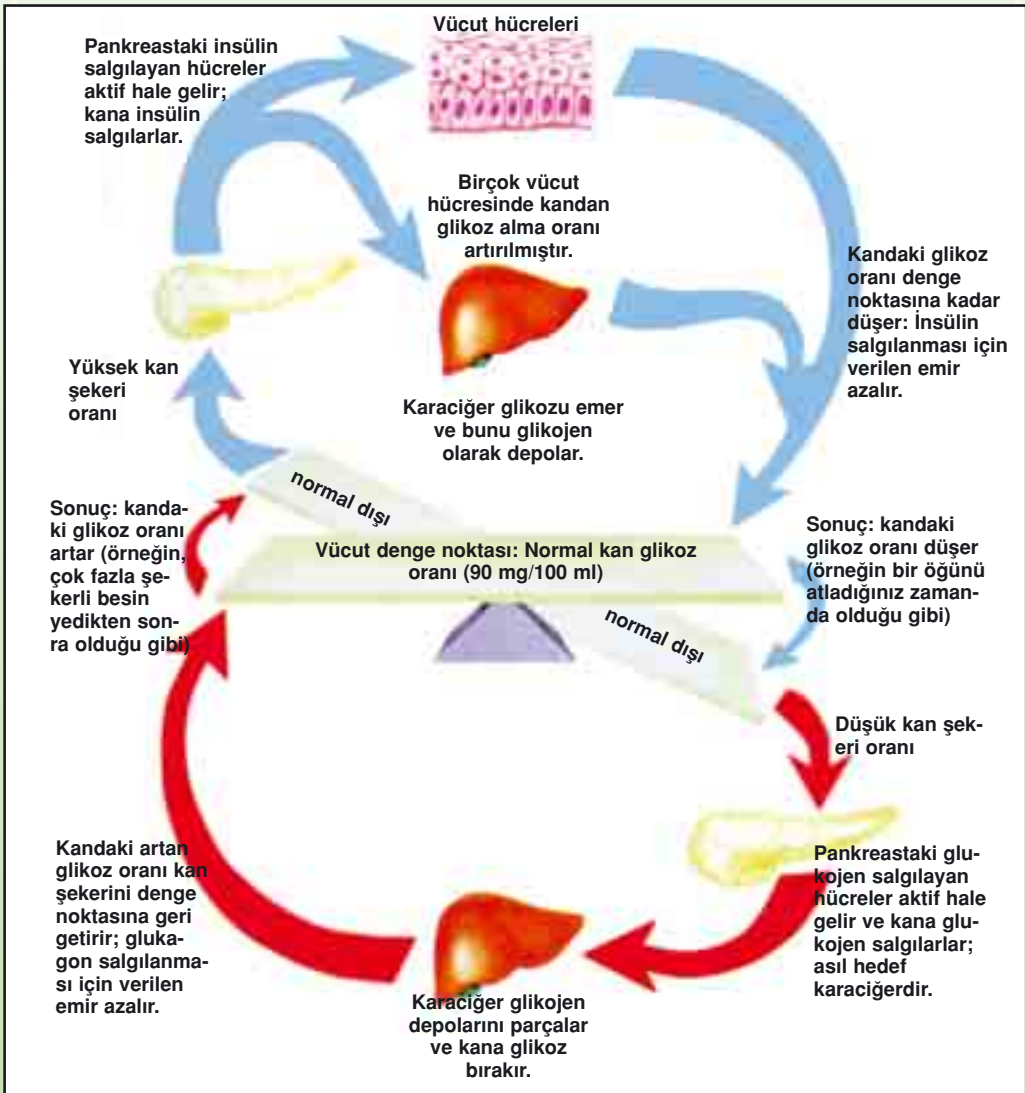 Vücut hücreleri
Pankreastaki insülin
salgılayan hücreler
aktif hale gelir;
kana insülin
salgılarlar.
Birçok vücut
hücresinde kandan
glikoz alma oranı
artırılmıştır.
Kandaki glikoz
oranı denge
noktasına kadar
düşer: İnsülin
salgılanması için
verilen emir
azalır.
Yüksek kan
şekeri
oranı
Karaciğer glikozu emer
ve bunu glikojen
olarak depolar.
normal dışı
Sonuç: kanda-
ki glikoz oranı
artar (örneğin,
çok fazla şe-
kerli besin
yedikten son-
ra olduğu gibi)
Vücut denge noktası: Normal kan glikoz
oranı (90 mg/100 ml)
Sonuç: kandaki
glikoz oranı düşer
(örneğin bir öğünü
atladığınız zaman-
da olduğu gibi)
normal dışı
Düşük kan şek-
eri oranı
Pankreastaki glu-
kojen salgılayan
hücreler aktif hale
gelir ve kana glu-
kojen salgılarlar;
asıl hedef
karaciğerdir.
Kandaki artan
glikoz oranı kan
şekerini denge
noktasına geri
getirir; gluka-
gon salgılanma-
sı için verilen
emir azalır.
Karaciğer glikojen
depolarını parçalar
ve kana glikoz
bırakır.